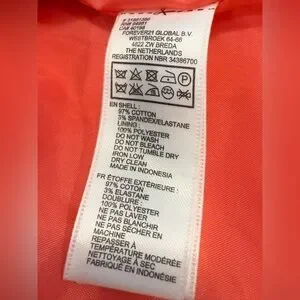 FOREVER21 GLOBAL B.V.
WESTBROEK 64-66
4822 ZW BREDA
THE NETHERLANDS
REGISTRATION NBR 34386700
EN SHELL :
97% COTTON
3% SPANDEX/ELASTANE
LINING :
100% POLYESTER
DO NOT WASH
DO NOT BLEACH
DO NOT TUMBLE DRY
IRON LOW
DRY CLEAN
MADE IN INDONESIA
FR ÉTOFFE EXTÉRIEURE :
97% COTON
3% ELASTANE
DOUBLURE :
100% POLYESTER
NE PAS LAVER
NE PAS BLANCHIR
NE PAS SÉCHER EN
MACHINE
REPASSER À
TEMPÉRATURE MODÉRÉE
NETTOYAGE À SEC
FABRIQUÉ EN INDONÉSIE